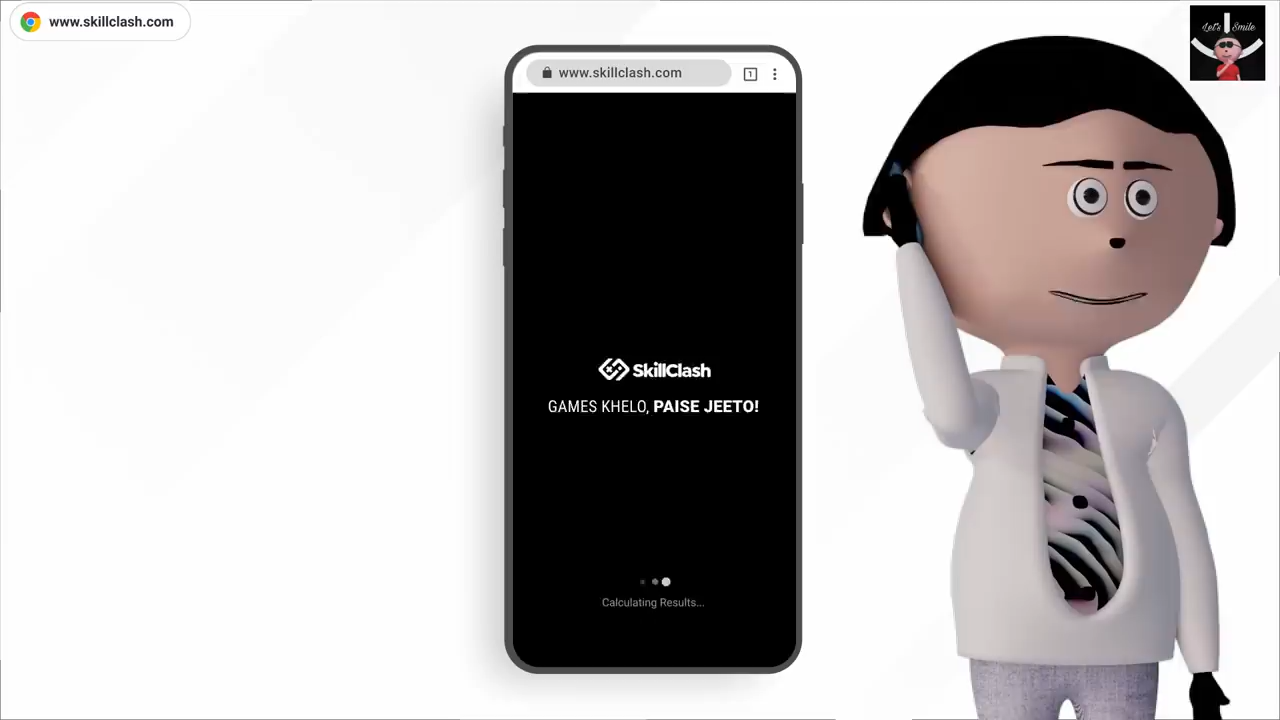 www.skillclash.com
Let's Smile
www.skillclash.com
1
SkillClash
GAMES KHELO, PAISE JEETO!
Calculating Results...